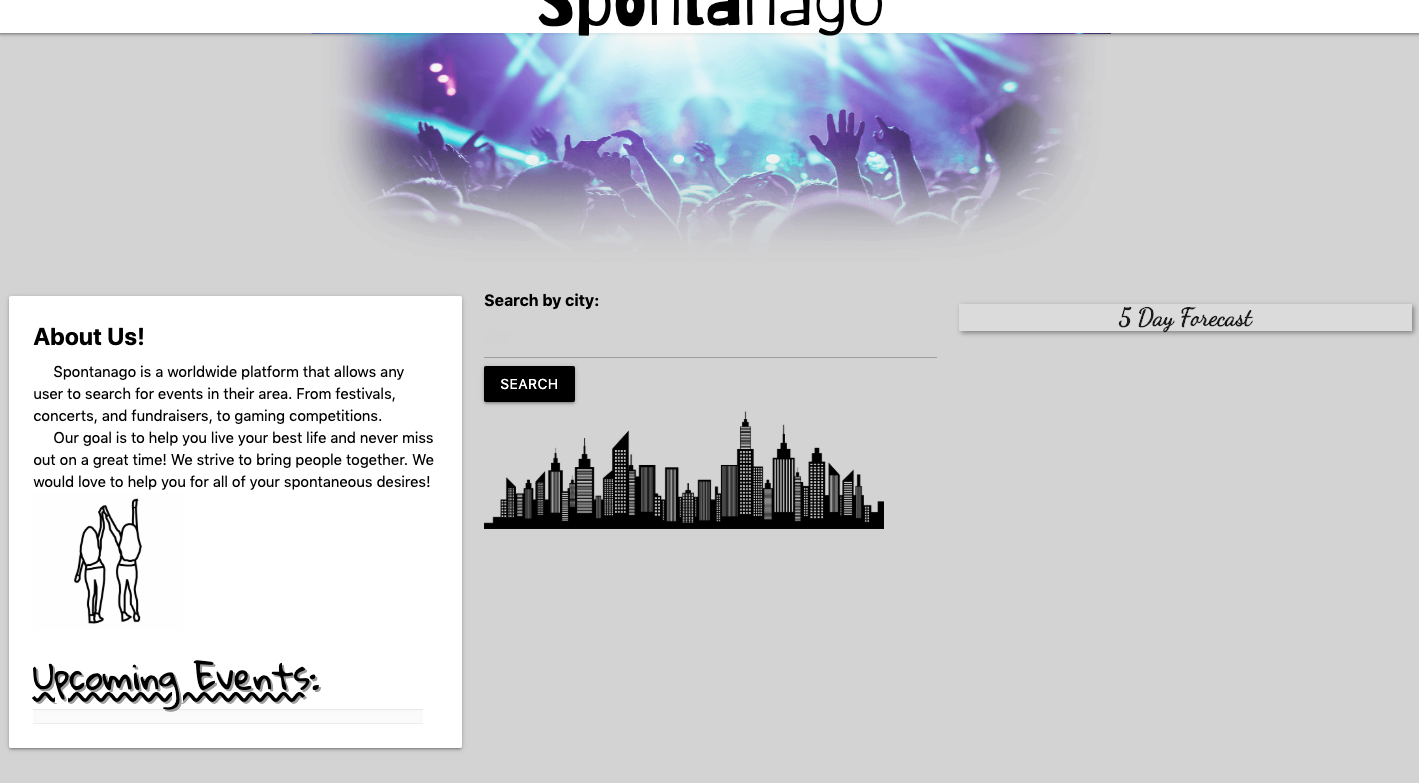 Spontanago
Search by city:
5 Day Forecast
About Us!
Spontanago is a worldwide platform that allows any
user to search for events in their area. From festivals,
concerts, and fundraisers, to gaming competitions.
Our goal is to help you live your best life and never miss
out on a great time! We strive to bring people together. We
would love to help you for all of your spontaneous desires!
SEARCH
Upcoming Events: